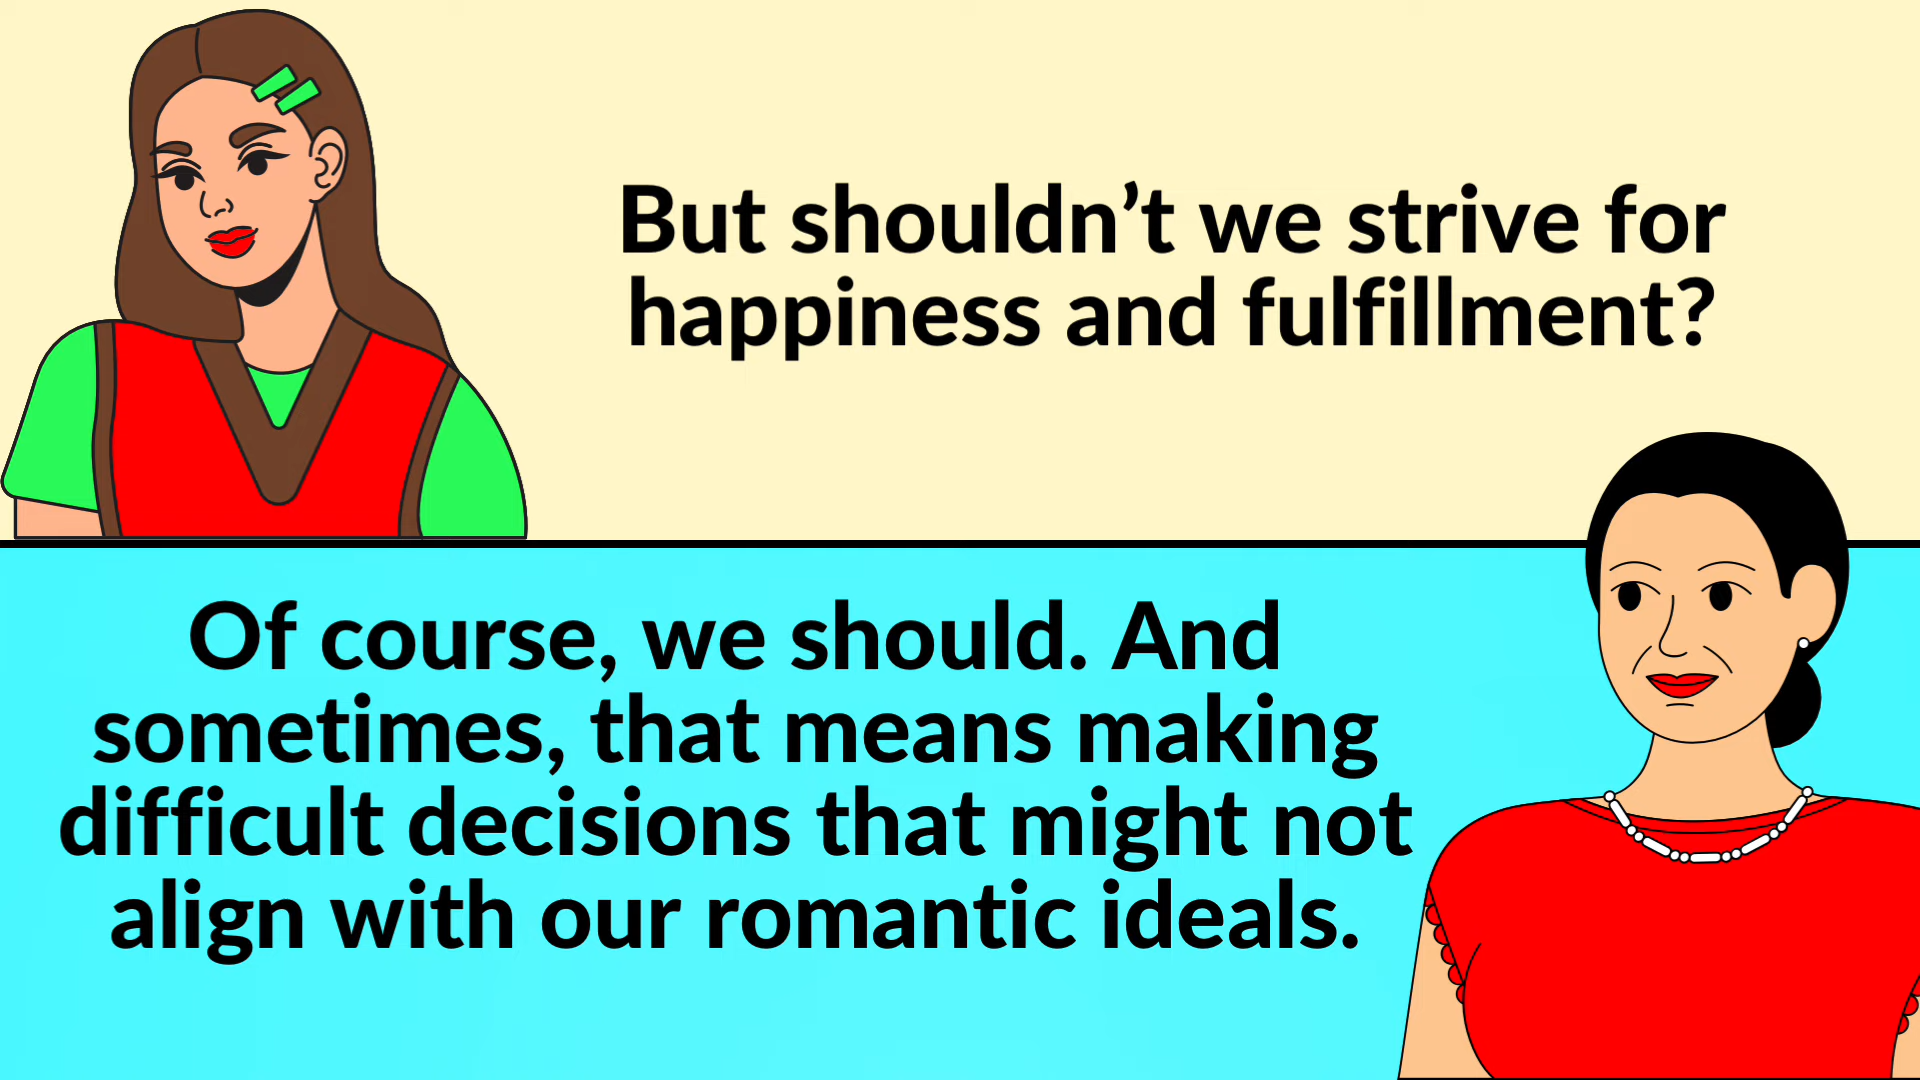 But shouldn’t we strive for
happiness and fulfillment?
Of course, we should. And
sometimes, that means making
difficult decisions that might not
align with our romantic ideals.